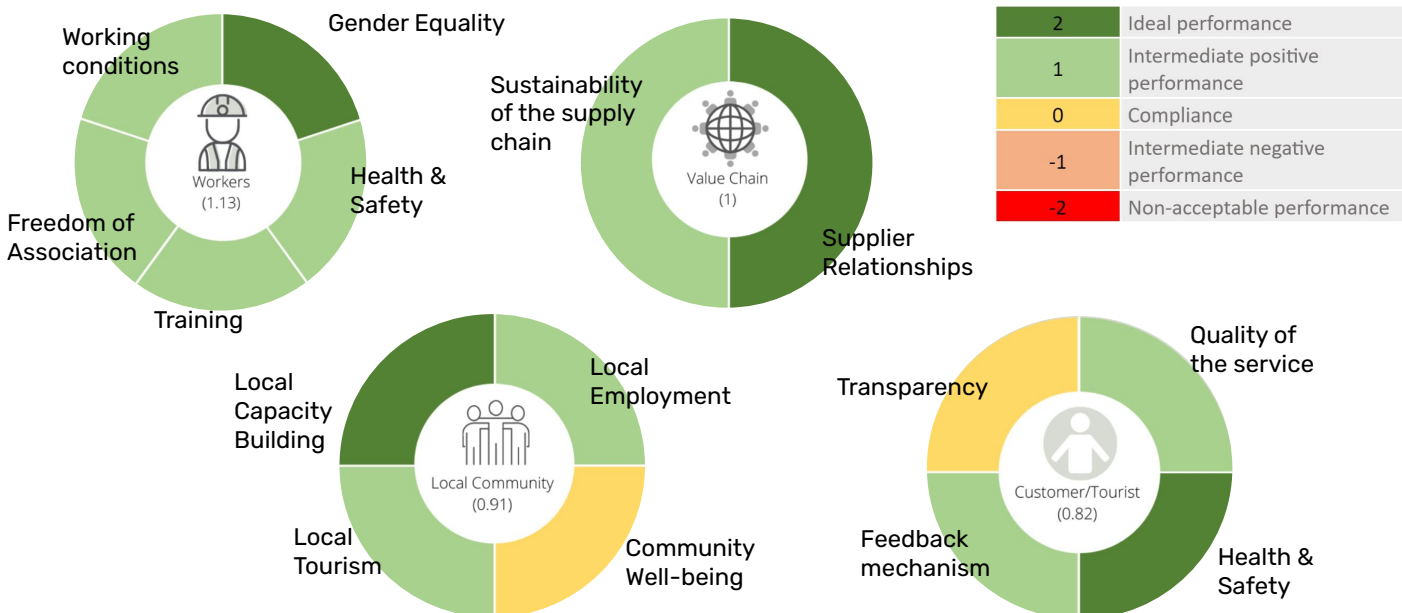 Gender Equality
Working
conditions
Health &
Safety
Freedom of
Association
Training
Workers
(1.13)
Sustainability
of the supply
chain
Value Chain
(1)
Supplier
Relationships
2 Ideal performance
1 Intermediate positive
performance
0 Compliance
-1 Intermediate negative
performance
-2 Non-acceptable performance
Local
Capacity
Building
Local
Employment
Local Community
(0.91)
Local
Tourism
Community
Well-being
Transparency
Quality of
the service
Customer/Tourist
(0.82)
Feedback
mechanism
Health &
Safety